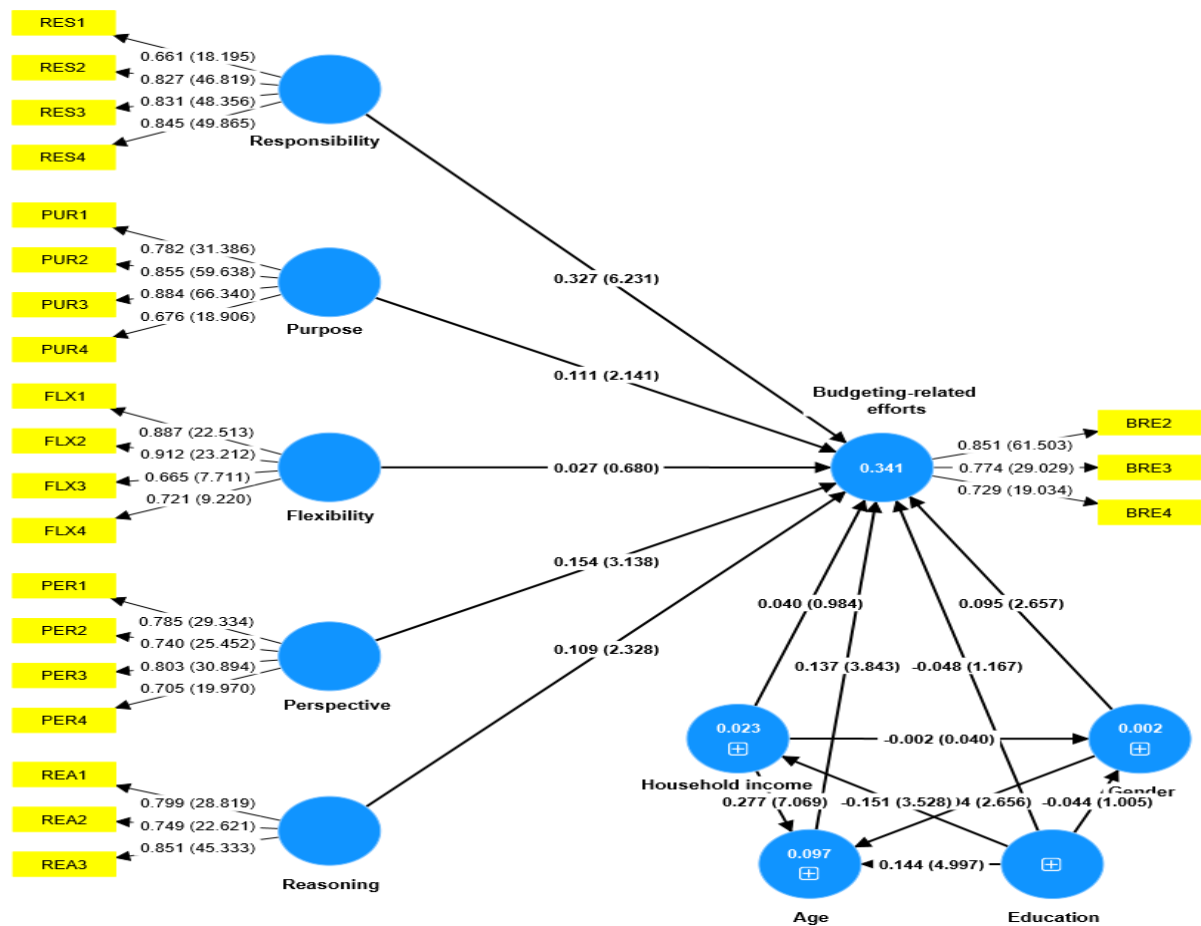 RES1
RES2
RES3
RES4
0.661 (18.195)
0.827 (46.819)
0.831 (48.356)
0.845 (49.865)
Responsibility
PUR1
PUR2
PUR3
PUR4
0.782 (31.386)
0.855 (59.638)
0.884 (66.340)
0.676 (18.906)
Purpose
FLX1
FLX2
FLX3
FLX4
0.887 (22.513)
0.912 (23.212)
0.665 (7.711)
0.721 (9.220)
Flexibility
PER1
PER2
PER3
PER4
0.785 (29.334)
0.740 (25.452)
0.803 (30.894)
0.705 (19.970)
Perspective
REA1
REA2
REA3
0.799 (28.819)
0.749 (22.621)
0.851 (45.333)
Reasoning
0.327 (6.231)
0.111 (2.141)
0.027 (0.680)
0.154 (3.138)
0.109 (2.328)
Budgeting-related
efforts
0.341
0.851 (61.503)
0.774 (29.029)
0.729 (19.034)
BRE2
BRE3
BRE4
0.040 (0.984)
0.095 (2.657)
0.137 (3.843)
-0.048 (1.167)
0.023
-0.002 (0.040)
0.002
Household income
Gender
0.277 (7.069)
-0.151 (3.528)
4 (2.656)
-0.044 (1.005)
0.097
0.144 (4.997)
Age
Education